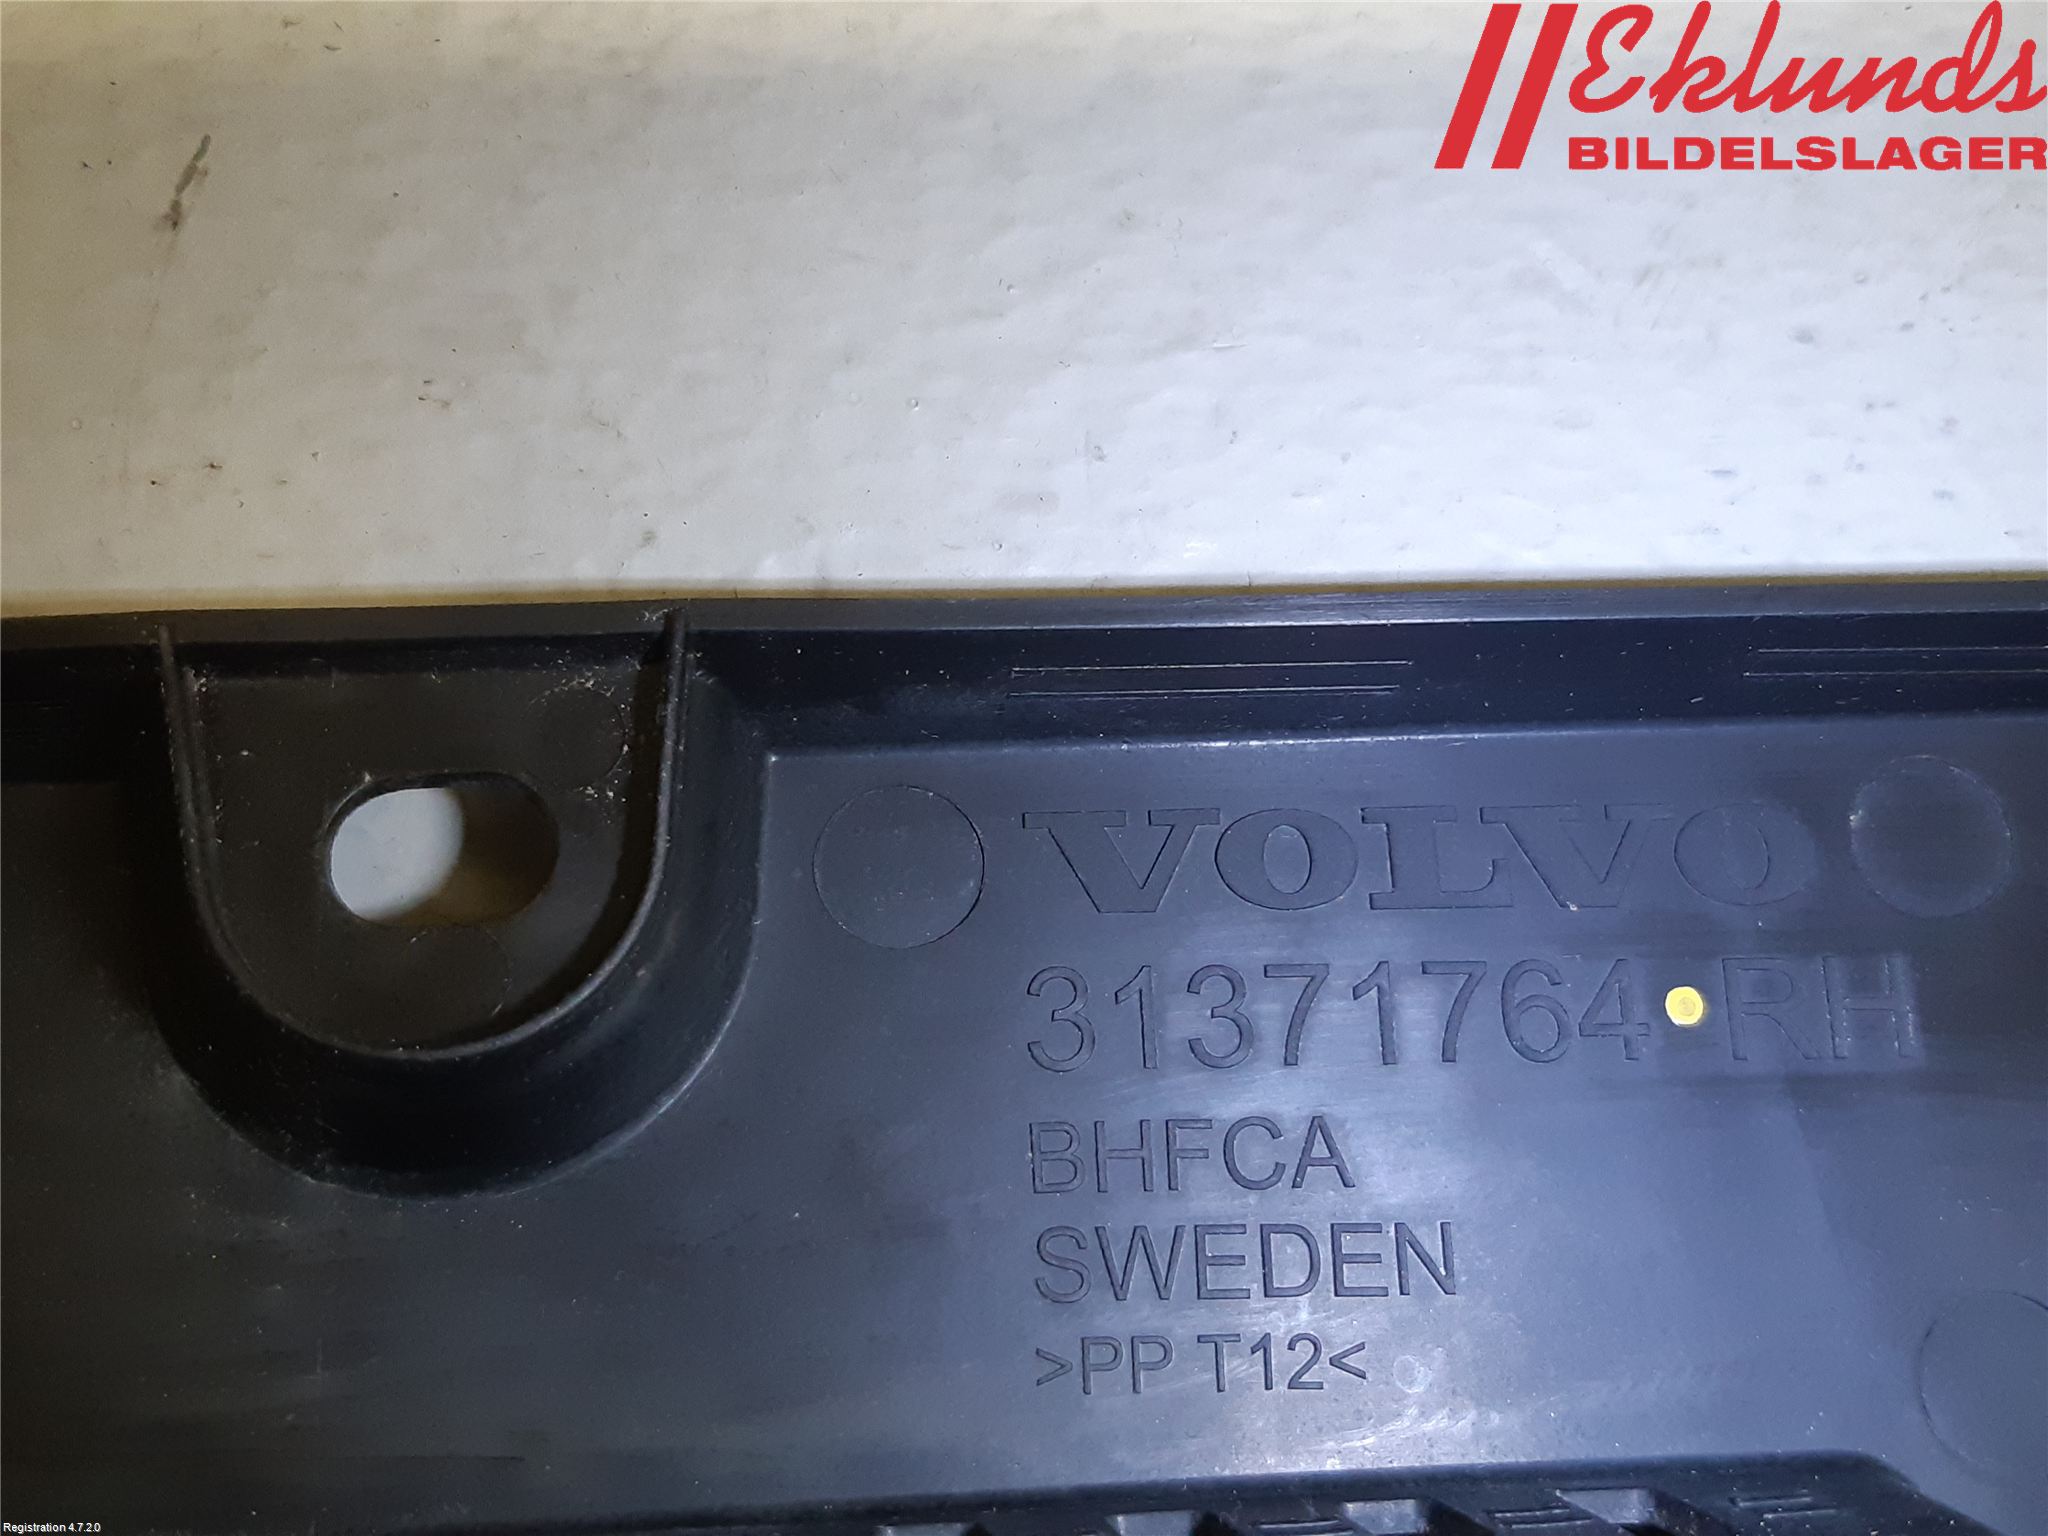 Eklunds
BILDELSLAGER
VOLVO
31371764 RH
BHFCA
SWEDEN
>PP T12<
Registration 4.7.2.0